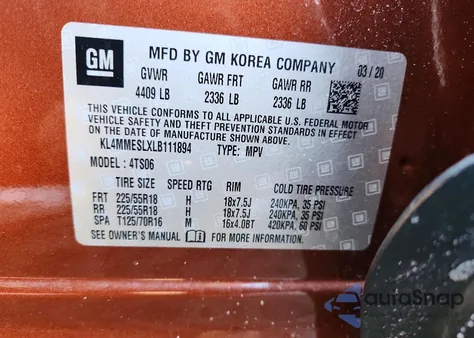 GM
MFD BY GM KOREA COMPANY 03/20
GVWR GAWR FRT GAWR RR
4409 LB 2336 LB 2336 LB
THIS VEHICLE CONFORMS TO ALL APPLICABLE U.S. FEDERAL MOTOR
VEHICLE SAFETY, BUMPER, AND THEFT PREVENTION STANDARDS IN EFFECT
ON THE DATE OF MANUFACTURE SHOWN ABOVE.
KL4MMESLXLB111894 TYPE: MPV
MODEL: 4TS06
TIRE SIZE SPEED RTG RIM COLD TIRE PRESSURE
FRT 225/55R18 H 18x7.5J 240KPA, 35 PSI
RR 225/55R18 H 18x7.5J 240KPA, 35 PSI
SPA T125/70R16 M 16x4.0BT 420KPA, 60 PSI
SEE OWNER'S MANUAL FOR MORE INFORMATION.
auraSnap